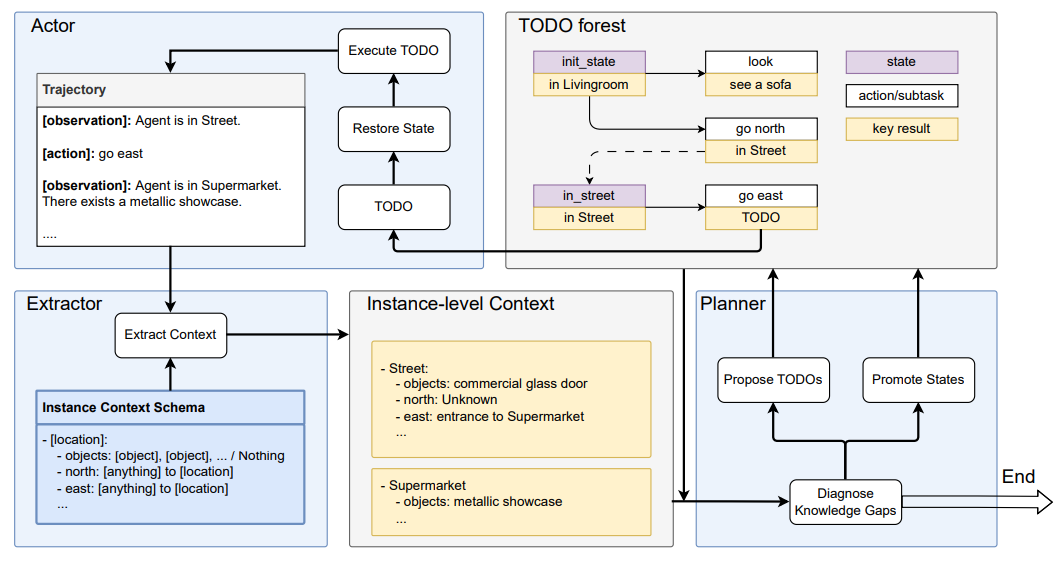 Actor
Execute TODO
Restore State
TODO
Trajectory
[observation]: Agent is in Street.
[action]: go east
[observation]: Agent is in Supermarket.
There exists a metallic showcase.
....
TODO forest
init_state
in Livingroom
look
see a sofa
go north
in Street
in_street
in Street
go east
TODO
state
action/subtask
key result
Extractor
Extract Context
Instance Context Schema
- [location]:
- objects: [object], [object], ... / Nothing
- north: [anything] to [location]
- east: [anything] to [location]
...
Instance-level Context
- Street:
- objects: commercial glass door
- north: Unknown
- east: entrance to Supermarket
...
- Supermarket
- objects: metallic showcase
...
Planner
Propose TODOs
Promote States
Diagnose
Knowledge Gaps
End